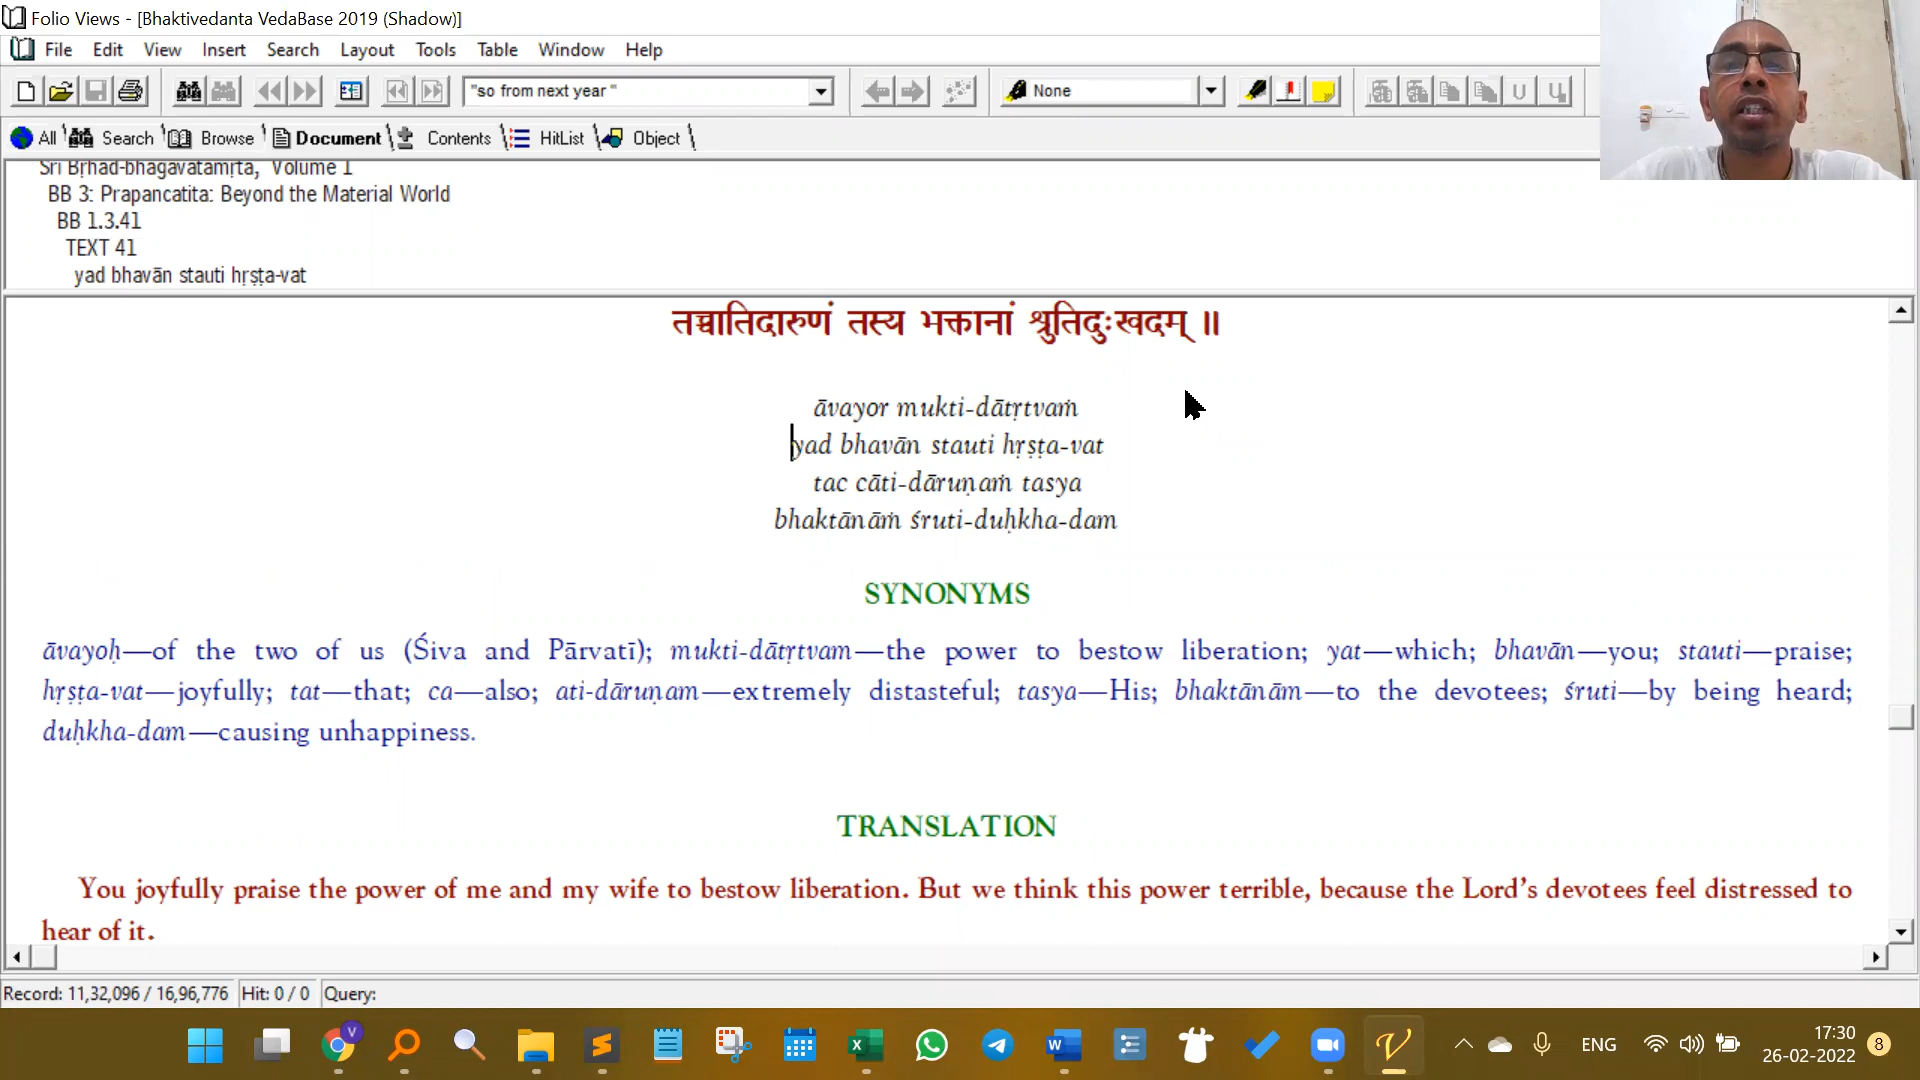 Folio Views - [Bhaktivedanta VedaBase 2019 (Shadow)]
File Edit View Insert Search Layout Tools Table Window Help
"so from next year " None
All Search Browse Document Contents HitList Object
Śrī Bṛhad-bhāgavatāmṛta, Volume 1
BB 3: Prapancatita: Beyond the Material World
BB 1.3.41
TEXT 41
yad bhavān stauti hṛṣṭa-vat
तच्चातिदारुणं तस्य भक्तानां श्रुतिदुःखदम् ॥
āvayor mukti-dātṛtvaṁ
yad bhavān stauti hṛṣṭa-vat
tac cāti-dāruṇaṁ tasya
bhaktānāṁ śruti-duḥkha-dam
SYNONYMS
āvayoḥ—of the two of us (Śiva and Pārvatī); mukti-dātṛtvam—the power to bestow liberation; yat—which; bhavān—you; stauti—praise;
hṛṣṭa-vat—joyfully; tat—that; ca—also; ati-dāruṇam—extremely distasteful; tasya—His; bhaktānām—to the devotees; śruti—by being heard;
duḥkha-dam—causing unhappiness.
TRANSLATION
You joyfully praise the power of me and my wife to bestow liberation. But we think this power terrible, because the Lord's devotees feel distressed to
hear of it.
Record: 11,32,096 / 16,96,776 Hit: 0 / 0 Query:
V
ENG
17:30
26-02-2022
8